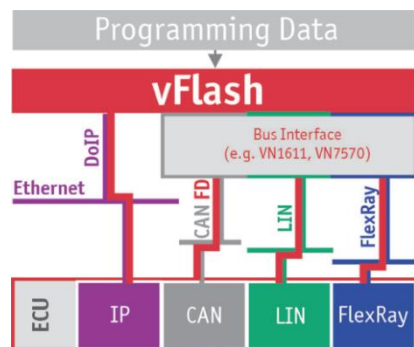 Programming Data
vFlash
Bus Interface
(e.g. VN1611, VN7570)
DoIP
Ethernet
CAN FD
LIN
FlexRay
ECU
IP
CAN
LIN
FlexRay